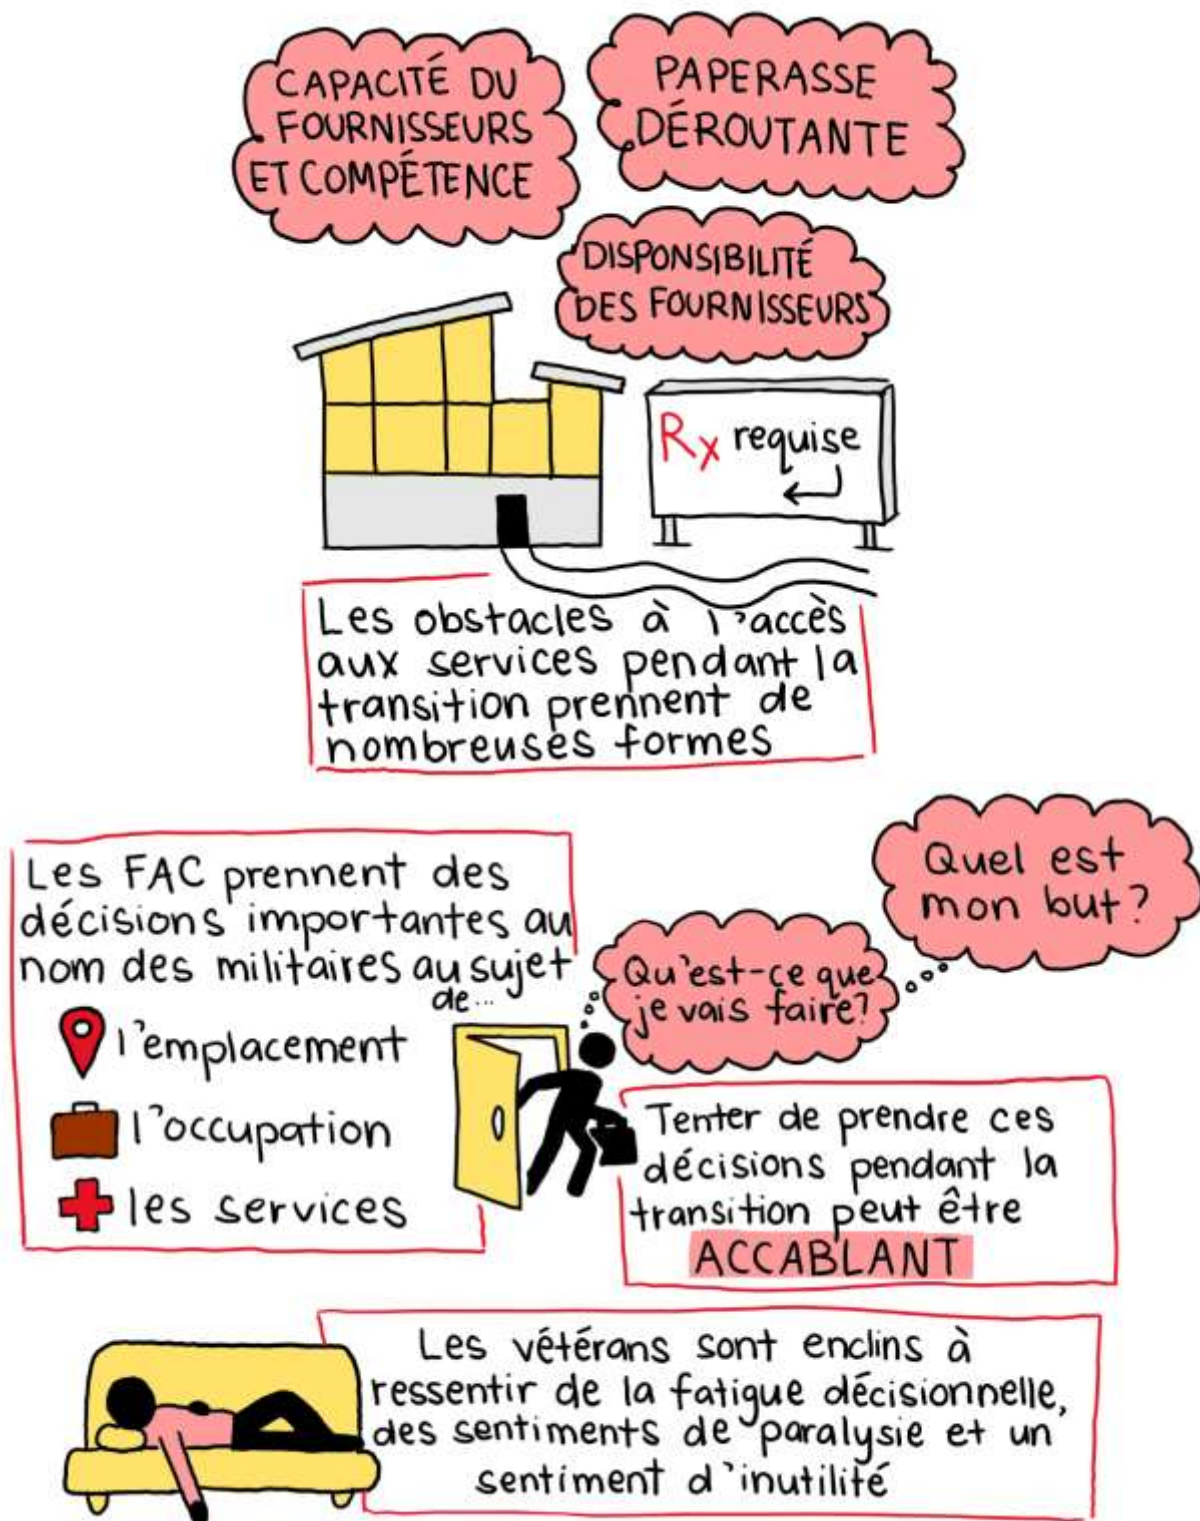 CAPACITÉ DU
FOURNISSEURS
ET COMPÉTENCE
PAPERASSE
DÉROUTANTE
DISPONSIBILITÉ
DES FOURNISSEURS
Rx requise
Les obstacles à l'accès
aux services pendant la
transition prennent de
nombreuses formes
Les FAC prennent des
décisions importantes au
nom des militaires au sujet
de...
l'emplacement
l'occupation
les services
Quel est
mon but?
Qu'est-ce que
je vais faire?
Tenter de prendre ces
décisions pendant la
transition peut être
ACCABLANT
Les vétérans sont enclins à
ressentir de la fatigue décisionnelle,
des sentiments de paralysie et un
sentiment d'inutilité